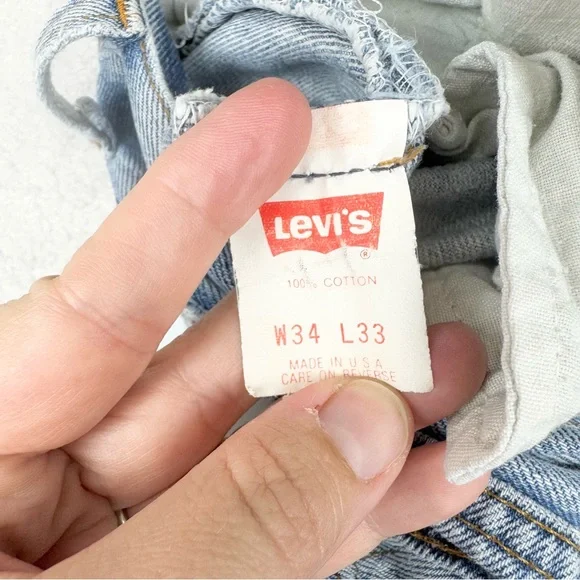 Levi's
®
100% COTTON
W34 L33
MADE IN U S A
CARE ON REVERSE